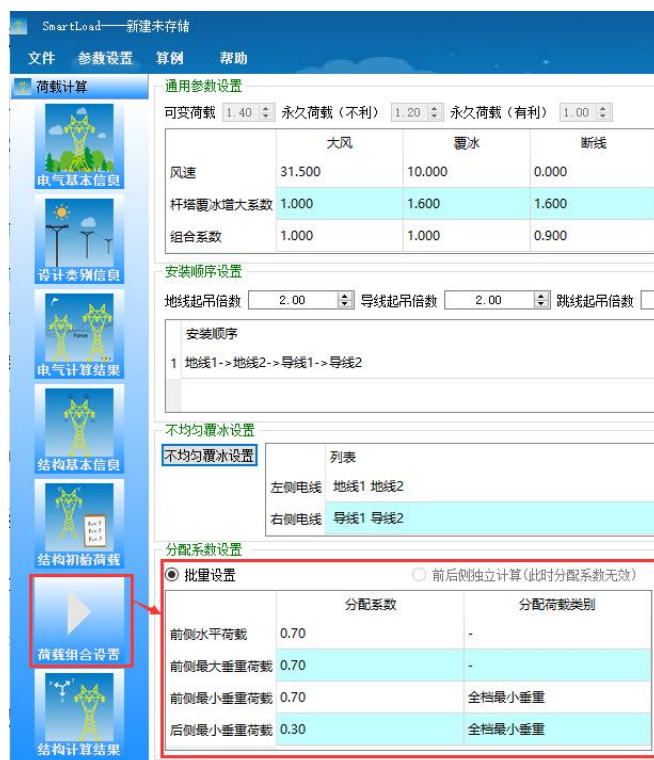 SmartLoad——新建未存储
文件 参数设置 算例 帮助
荷载计算
电气基本信息
设计类别信息
Force
电气计算结果
结构基本信息
结构初始荷载
荷载组合设置
结构计算结果
通用参数设置
可变荷载 1.40 永久荷载（不利） 1.20 永久荷载（有利） 1.00
大风 覆冰 断线
风速 31.500 10.000 0.000
杆塔覆冰增大系数 1.000 1.600 1.600
组合系数 1.000 1.000 0.900
安装顺序设置
地线起吊倍数 2.00 导线起吊倍数 2.00 跳线起吊倍数
安装顺序
1 地线1->地线2->导线1->导线2
不均匀覆冰设置
不均匀覆冰设置 列表
左侧电线 地线1 地线2
右侧电线 导线1 导线2
分配系数设置
批量设置 前后侧独立计算(此时分配系数无效)
分配系数 分配荷载类别
前侧水平荷载 0.70 -
前侧最大垂重荷载 0.70 -
前侧最小垂重荷载 0.70 全档最小垂重
后侧最小垂重荷载 0.30 全档最小垂重